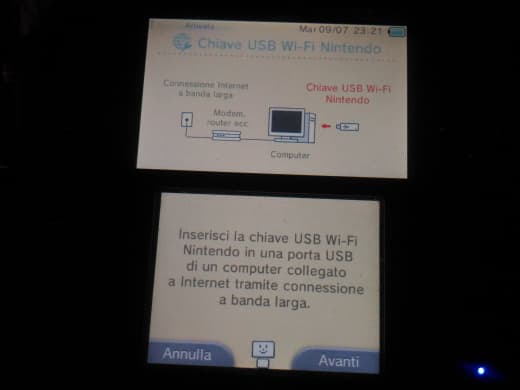 Attivata
Mar 09/07 23:21
Chiave USB Wi-Fi Nintendo
Connessione Internet
a banda larga
Chiave USB Wi-Fi
Nintendo
Modem,
router ecc.
Computer
Inserisci la chiave USB Wi-Fi
Nintendo in una porta USB
di un computer collegato
a Internet tramite connessione
a banda larga.
Annulla
Avanti